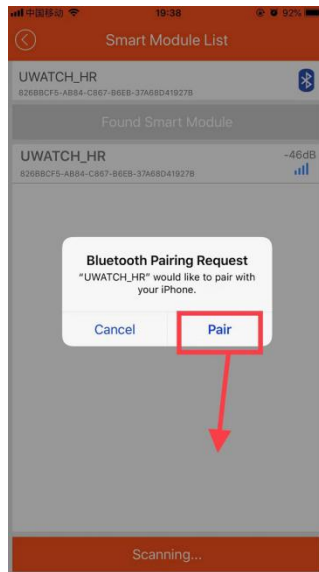 中国移动 19:38 92%
Smart Module List
UWATCH_HR
826BBCF5-AB84-C867-B6EB-37A68D41927B
Found Smart Module
UWATCH_HR -46dB
826BBCF5-AB84-C867-B6EB-37A68D41927B
Bluetooth Pairing Request
"UWATCH_HR" would like to pair with
your iPhone.
Cancel Pair
Scanning...